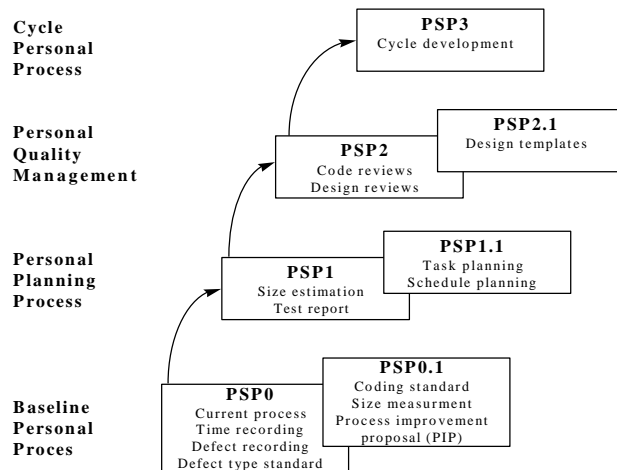 Cycle
Personal
Process
PSP3
Cycle development
Personal
Quality
Management
PSP2
Code reviews
Design reviews
PSP2.1
Design templates
Personal
Planning
Process
PSP1
Size estimation
Test report
PSP1.1
Task planning
Schedule planning
Baseline
Personal
Proces
PSP0
Current process
Time recording
Defect recording
Defect type standard
PSP0.1
Coding standard
Size measurment
Process improvement
proposal (PIP)